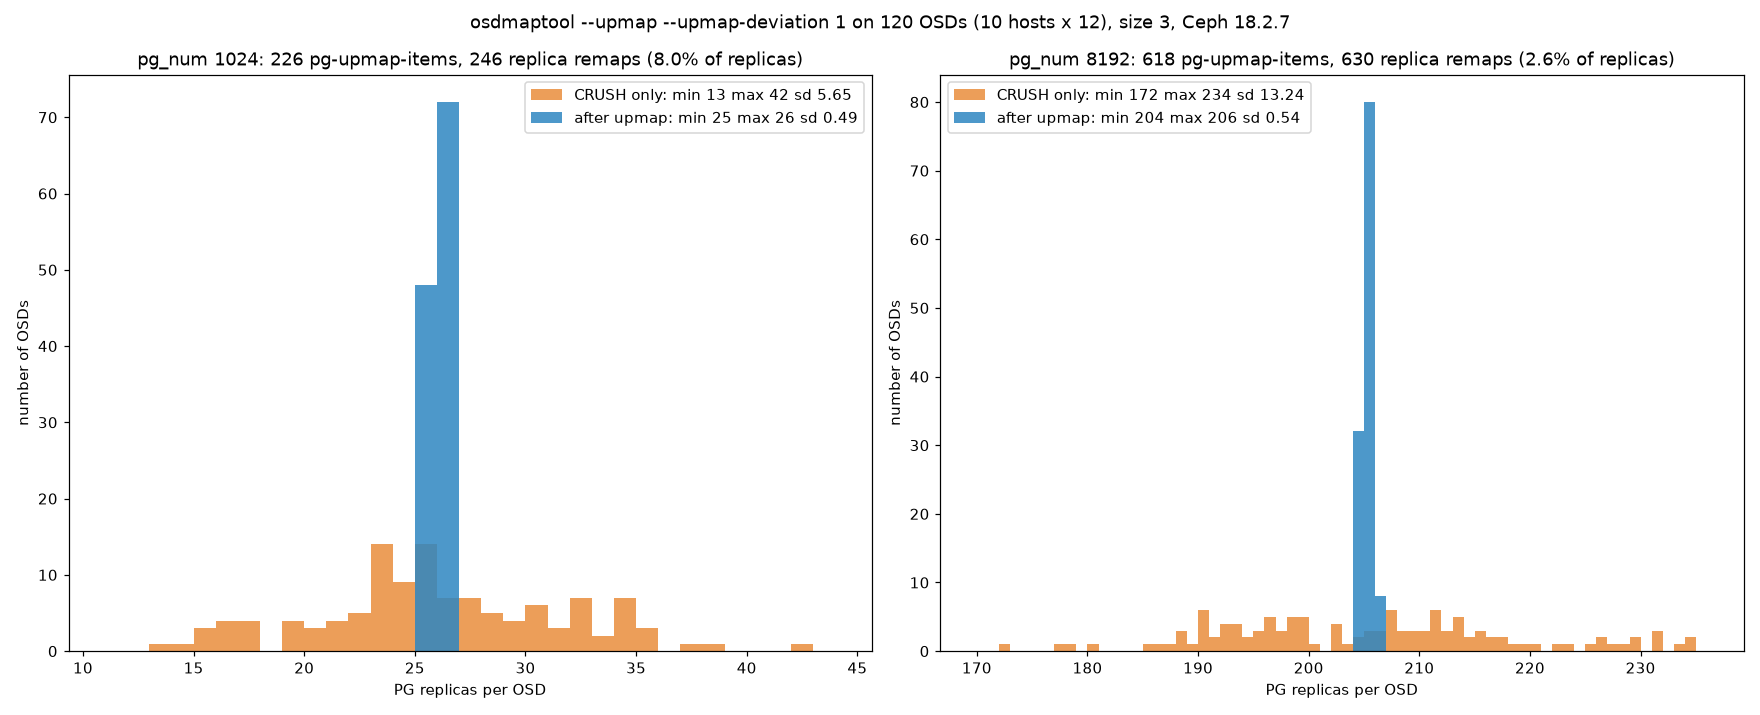 osdmaptool --upmap --upmap-deviation 1 on 120 OSDs (10 hosts x 12), size 3, Ceph 18.2.7
pg_num 1024: 226 pg-upmap-items, 246 replica remaps (8.0% of replicas)
CRUSH only: min 13 max 42 sd 5.65
after upmap: min 25 max 26 sd 0.49
number of OSDs
70
60
50
40
30
20
10
0
10 15 20 25 30 35 40 45
PG replicas per OSD
pg_num 8192: 618 pg-upmap-items, 630 replica remaps (2.6% of replicas)
CRUSH only: min 172 max 234 sd 13.24
after upmap: min 204 max 206 sd 0.54
number of OSDs
80
70
60
50
40
30
20
10
0
170 180 190 200 210 220 230
PG replicas per OSD